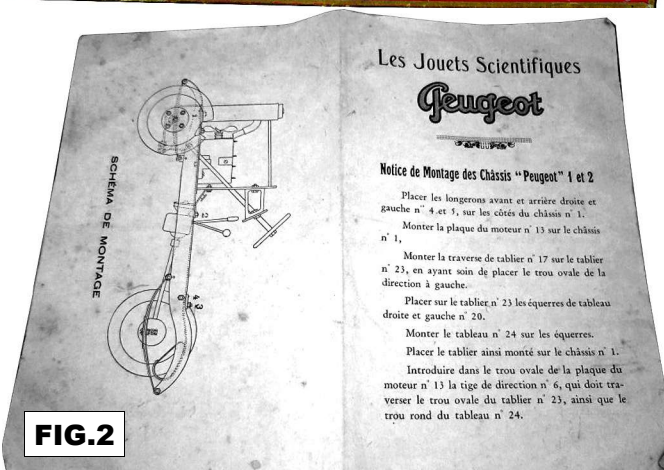 SCHÉMA DE MONTAGE
Les Jouets Scientifiques
Peugeot
Notice de Montage des Châssis "Peugeot" 1 et 2
Placer les longerons avant et arrière droite et
gauche n°ˢ 4 et 5, sur les côtés du châssis n° 1.
Monter la plaque du moteur n° 13 sur le châssis
n° 1,
Monter la traverse de tablier n° 17 sur le tablier
n° 23, en ayant soin de placer le trou ovale de la
direction à gauche.
Placer sur le tablier n° 23 les équerres de tableau
droite et gauche n° 20.
Monter le tableau n° 24 sur les équerres.
Placer le tablier ainsi monté sur le châssis n° 1.
Introduire dans le trou ovale de la plaque du
moteur n° 13 la tige de direction n° 6, qui doit tra-
verser le trou ovale du tablier n° 23, ainsi que le
trou rond du tableau n° 24.
FIG.2